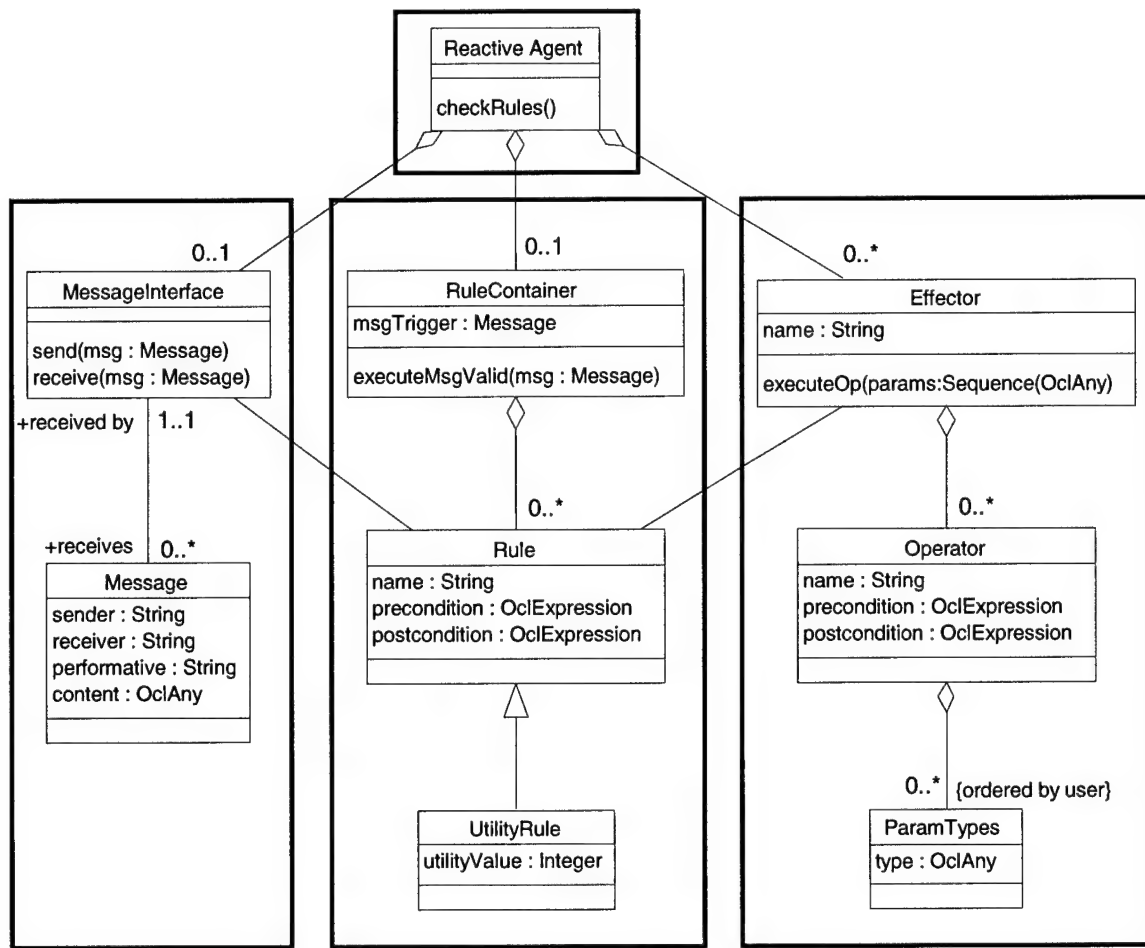 Reactive Agent
checkRules()
0..1
MessageInterface
send(msg : Message)
receive(msg : Message)
+received by
1..1
+receives
0..*
Message
sender : String
receiver : String
performative : String
content : OclAny
0..1
RuleContainer
msgTrigger : Message
executeMsgValid(msg : Message)
0..*
Rule
name : String
precondition : OclExpression
postcondition : OclExpression
UtilityRule
utilityValue : Integer
0..*
Effector
name : String
executeOp(params:Sequence(OclAny)
0..*
Operator
name : String
precondition : OclExpression
postcondition : OclExpression
0..*
{ordered by user}
ParamTypes
type : OclAny